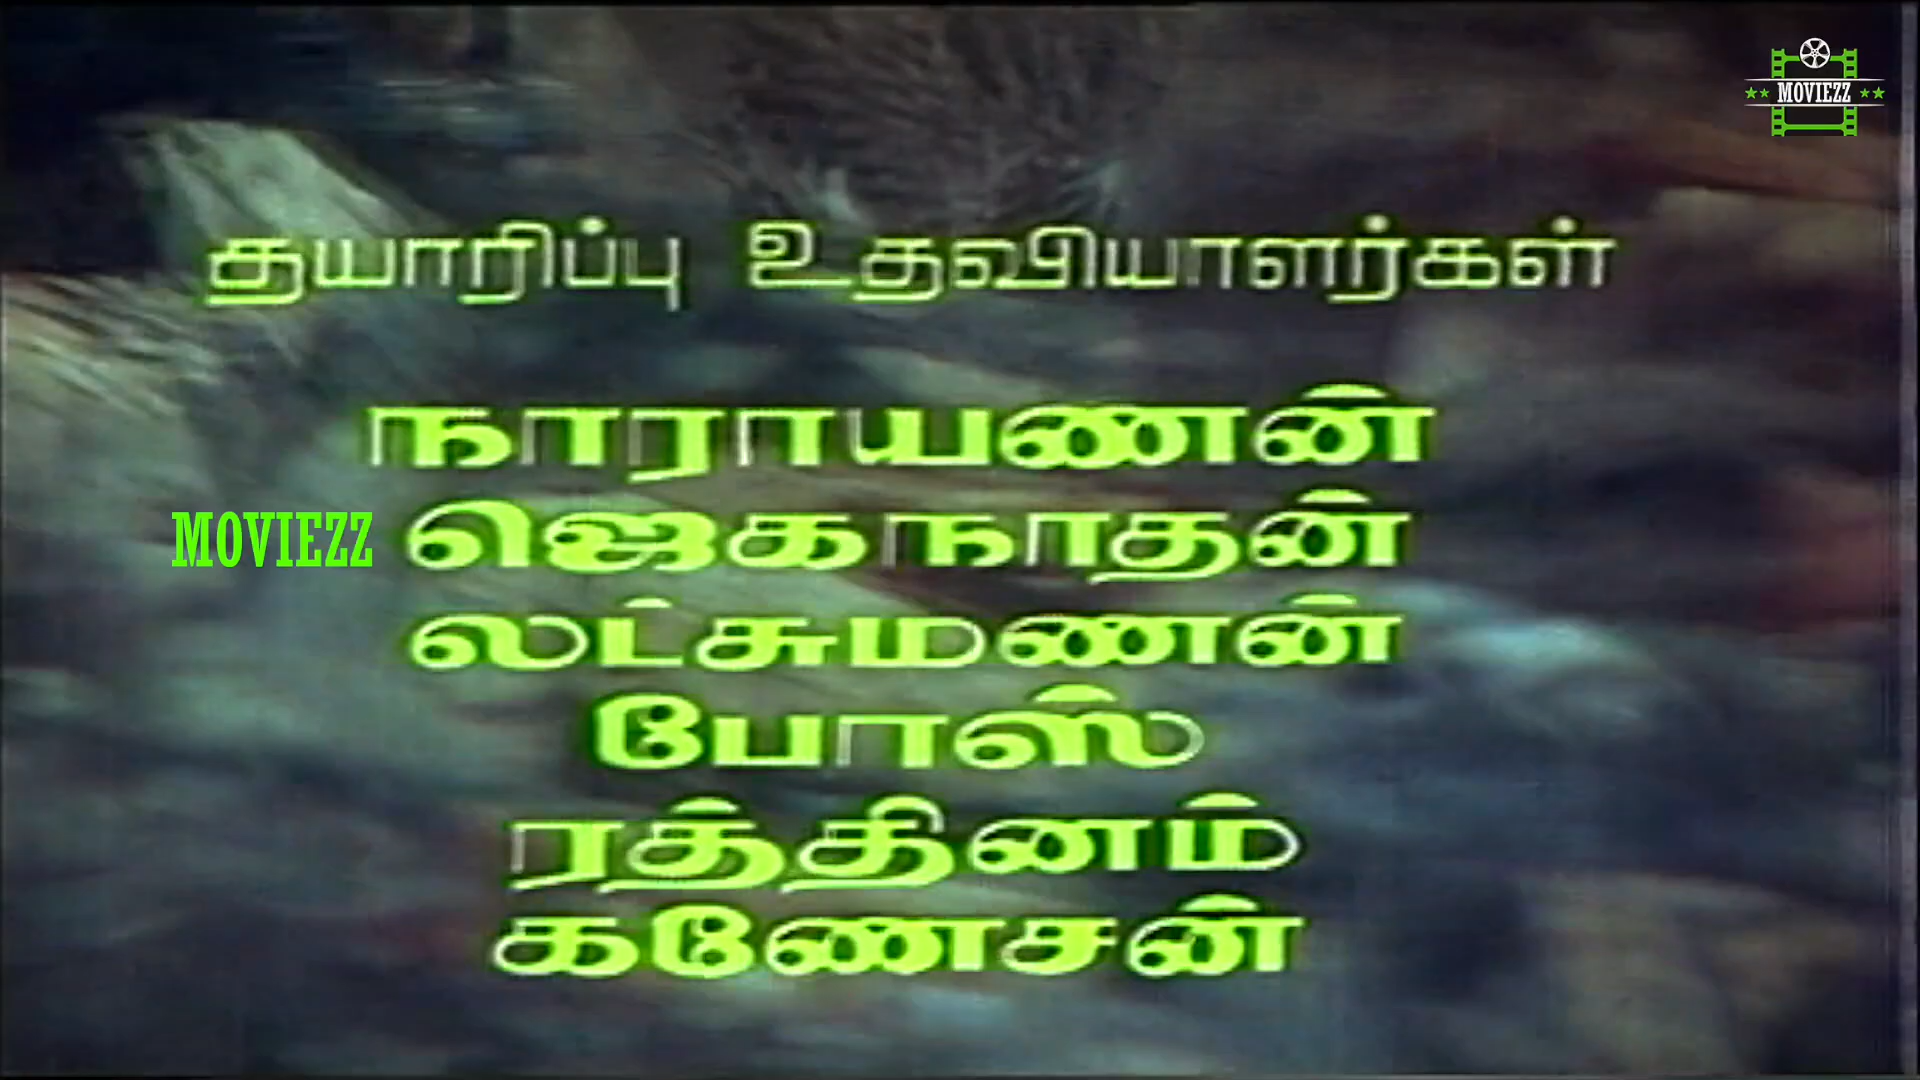 MOVIEZZ
தயாரிப்பு உதவியாளர்கள்
நாராயணன்
MOVIEZZ ஜெகநாதன்
லட்சுமணன்
போஸ்
ரத்தினம்
கணேசன்